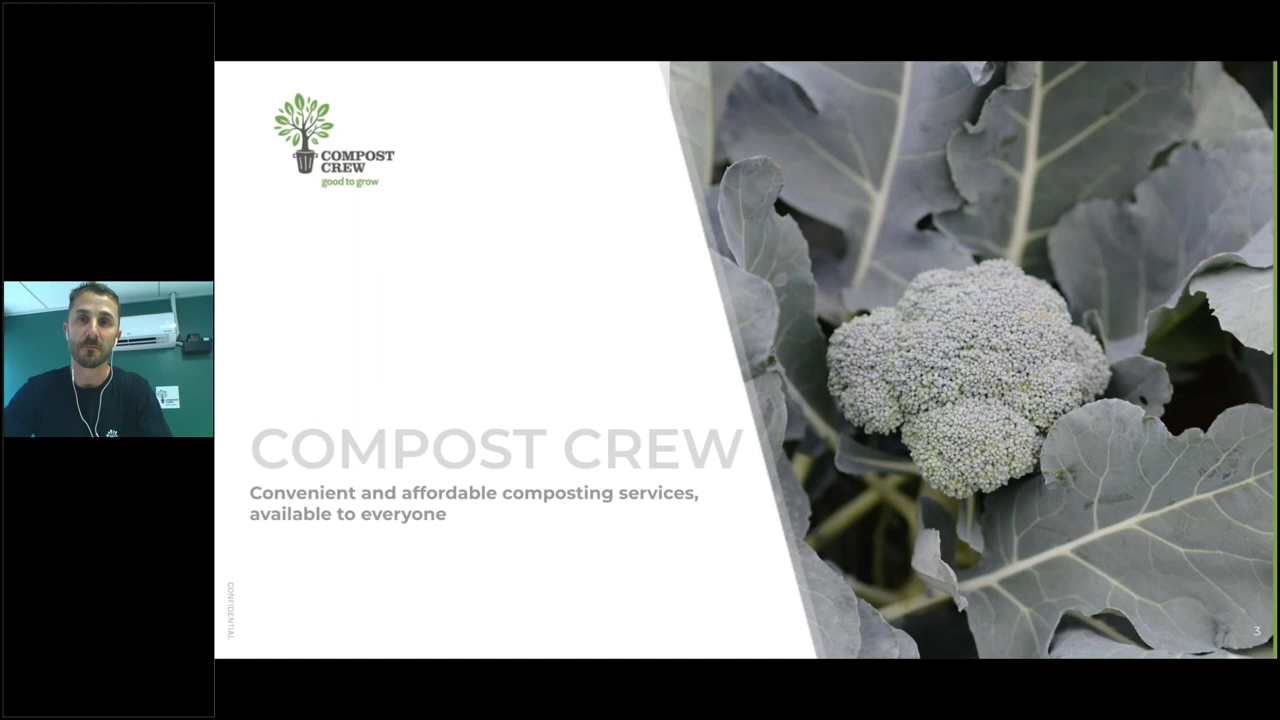 COMPOST
CREW
good to grow
COMPOST CREW
Convenient and affordable composting services,
available to everyone
CONFIDENTIAL
3